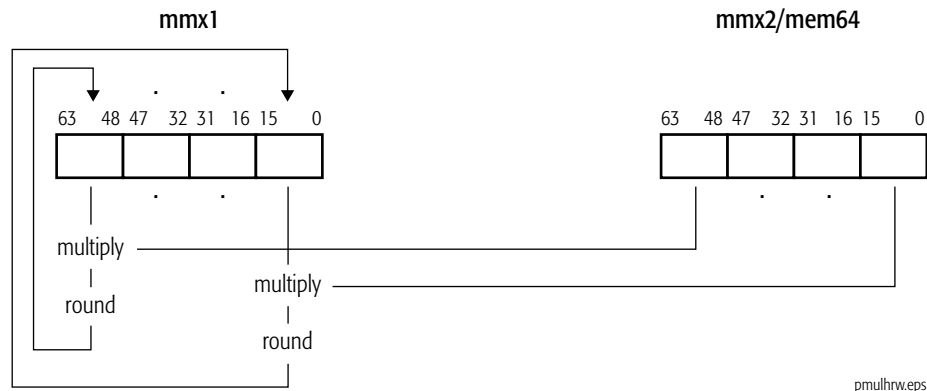 mmx1 mmx2/mem64
. . 
63 48 47 32 31 16 15 0 63 48 47 32 31 16 15 0
. . . .
multiply
multiply
round
round
pmulhrw.eps